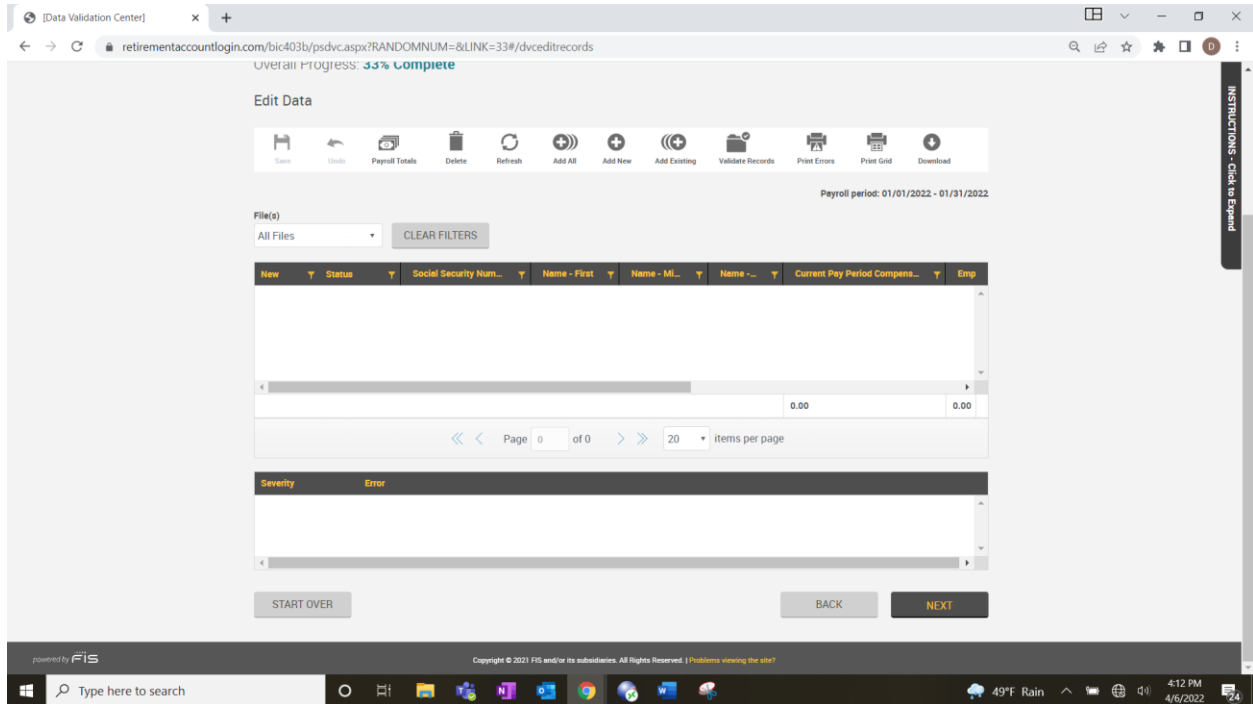 [Data Validation Center]
retirementaccountlogin.com/bic403b/psdvc.aspx?RANDOMNUM=&LINK=33#/dvceditrecords
D
Overall Progress: 33% Complete
INSTRUCTIONS - Click to Expand
Edit Data
Save Undo Payroll Totals Delete Refresh Add All Add New Add Existing Validate Records Print Errors Print Grid Download
Payroll period: 01/01/2022 - 01/31/2022
File(s)
All Files CLEAR FILTERS
New Status Social Security Num... Name - First Name - Mi... Name -... Current Pay Period Compens... Emp
0.00 0.00
Page 0 of 0 20 items per page
Severity Error
START OVER BACK NEXT
powered by FIS Copyright © 2021 FIS and/or its subsidiaries. All Rights Reserved. | Problems viewing the site?
Type here to search 49°F Rain 4:12 PM
4/6/2022 24